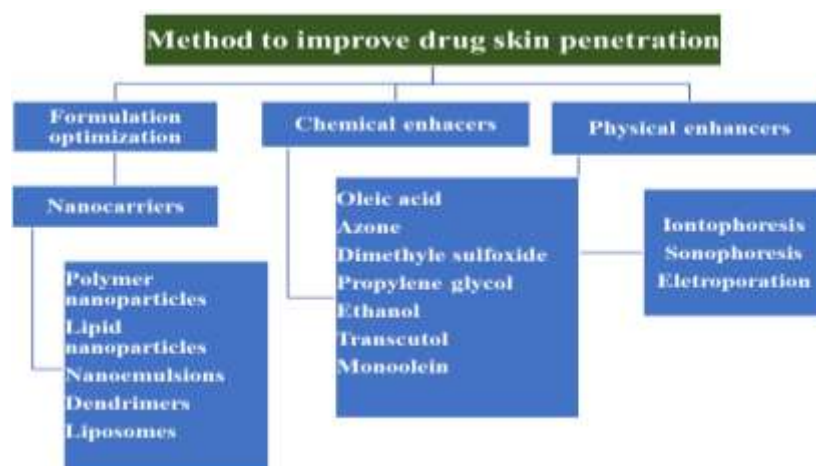 Method to improve drug skin penetration
Formulation
optimization
Chemical enhacers
Physical enhancers
Nanocarriers
Polymer
nanoparticles
Lipid
nanoparticles
Nanoemulsions
Dendrimers
Liposomes
Oleic acid
Azone
Dimethyle sulfoxide
Propylene glycol
Ethanol
Transcutol
Monoolein
Iontophoresis
Sonophoresis
Eletroporation